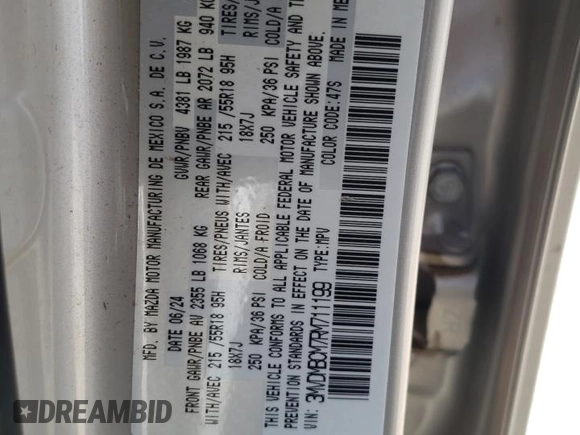 MFD. BY MAZDA MOTOR MANUFACTURING DE MEXICO S.A. DE C.V.
06/24 GVWR/PNBV 4381 LB 1987 KG
FRONT GAWR/PNBE AV 2355 LB 1068 KG REAR GAWR/PNBE AR 2072 LB 940
WITH/AVEC 215 /55R18 95H TIRES/PNEUS WITH/AVEC 215 /55R18 95H TIRES/
18X7J RIMS/JANTES 18X7J RIMS/
250 KPA/36 PSI COLD/A FROID 250 KPA/36 PSI COLD/A
THIS VEHICLE CONFORMS TO ALL APPLICABLE FEDERAL MOTOR VEHICLE SAFETY AND
PREVENTION STANDARDS IN EFFECT ON THE DATE OF MANUFACTURE SHOWN ABOVE.
VIN: 3MVDMBCM7RM711199 TYPE:MPV COLOR CODE:47S MADE IN
DREAMBID